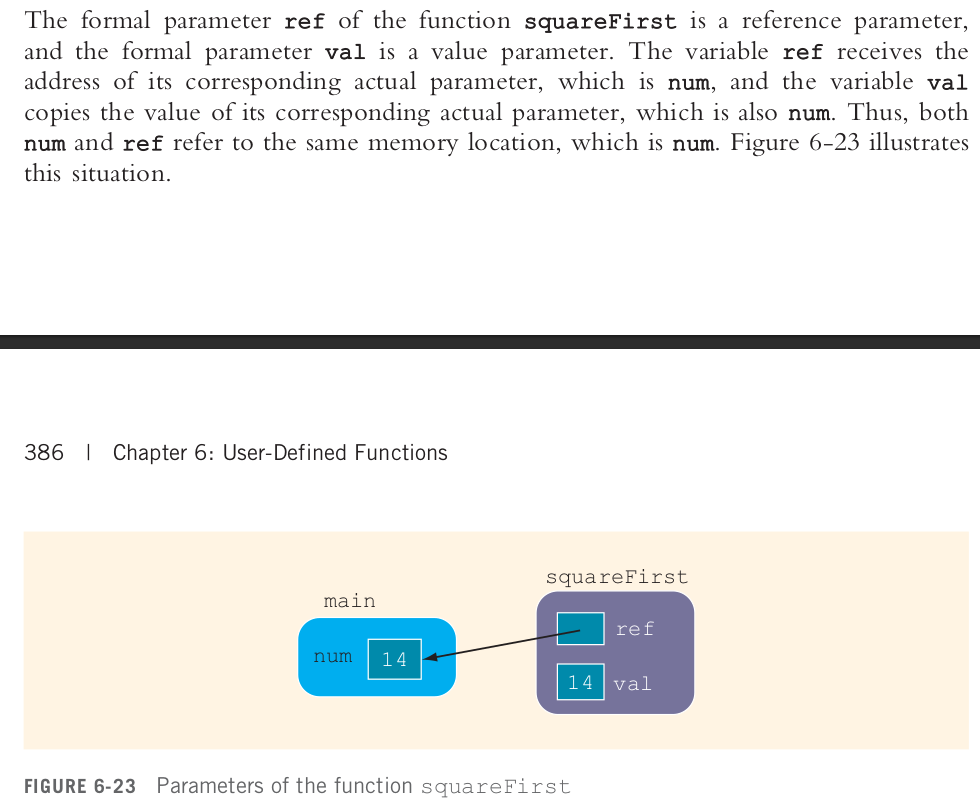 The formal parameter ref of the function squareFirst is a reference parameter,
and the formal parameter val is a value parameter. The variable ref receives the
address of its corresponding actual parameter, which is num, and the variable val
copies the value of its corresponding actual parameter, which is also num. Thus, both
num and ref refer to the same memory location, which is num. Figure 6-23 illustrates
this situation.
386 | Chapter 6: User-Defined Functions
squareFirst
main
ref
num 14
14 val
FIGURE 6-23 Parameters of the function squareFirst